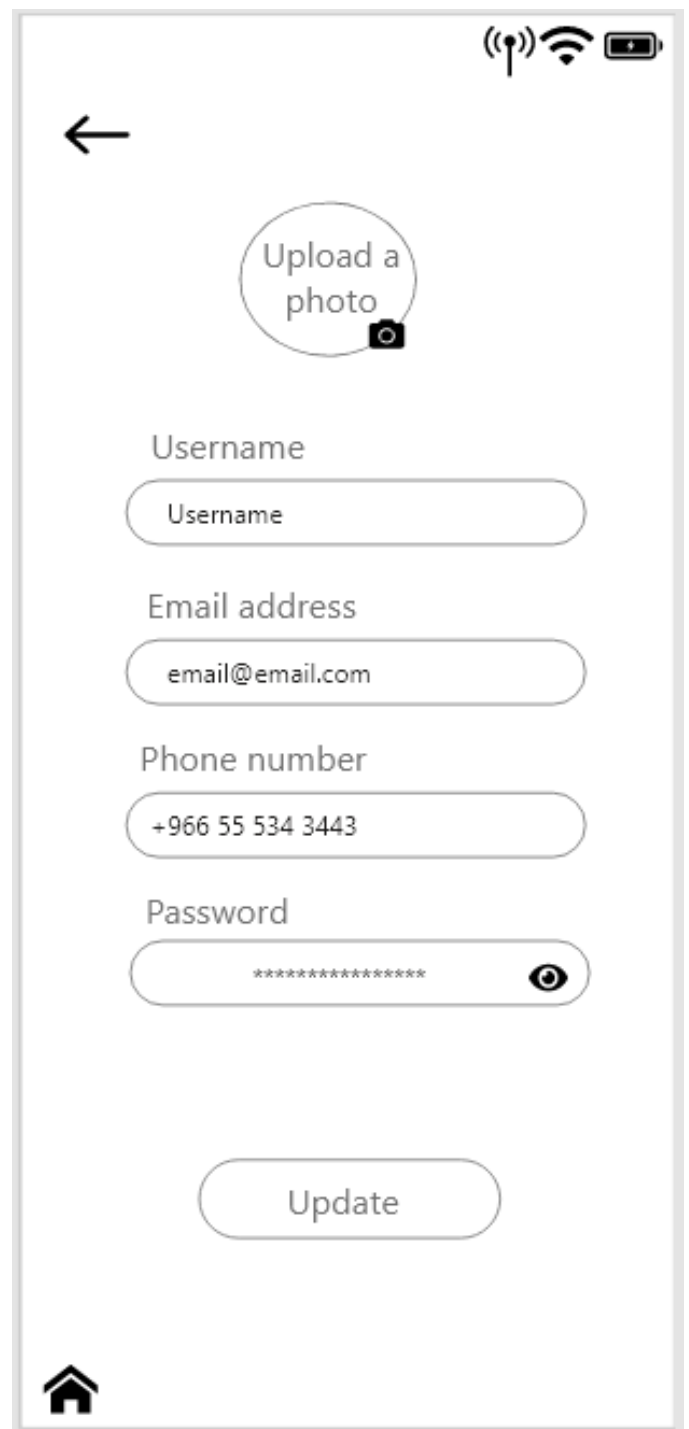 Upload a
photo
Username
Username
Email address
email@email.com
Phone number
+966 55 534 3443
Password
****************
Update